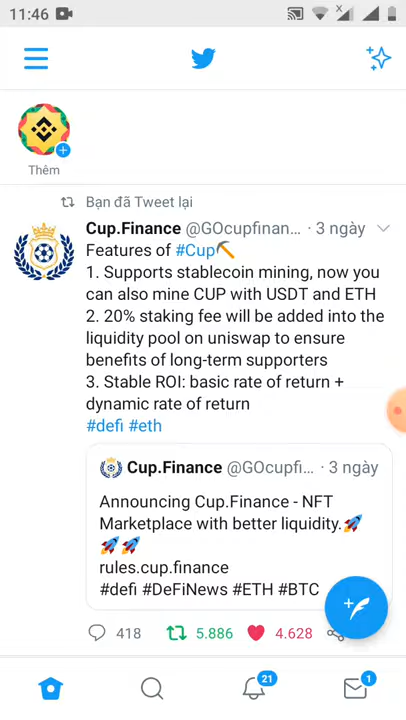 11:46
Thêm
Bạn đã Tweet lại
Cup.Finance @GOcupfinan... · 3 ngày
Features of #Cup⛏️
1. Supports stablecoin mining, now you
can also mine CUP with USDT and ETH
2. 20% staking fee will be added into the
liquidity pool on uniswap to ensure
benefits of long-term supporters
3. Stable ROI: basic rate of return +
dynamic rate of return
#defi #eth
Cup.Finance @GOcupfi... · 3 ngày
Announcing Cup.Finance - NFT
Marketplace with better liquidity.🚀
🚀🚀
rules.cup.finance
#defi #DeFiNews #ETH #BTC
418 5.886 4.628
21 1